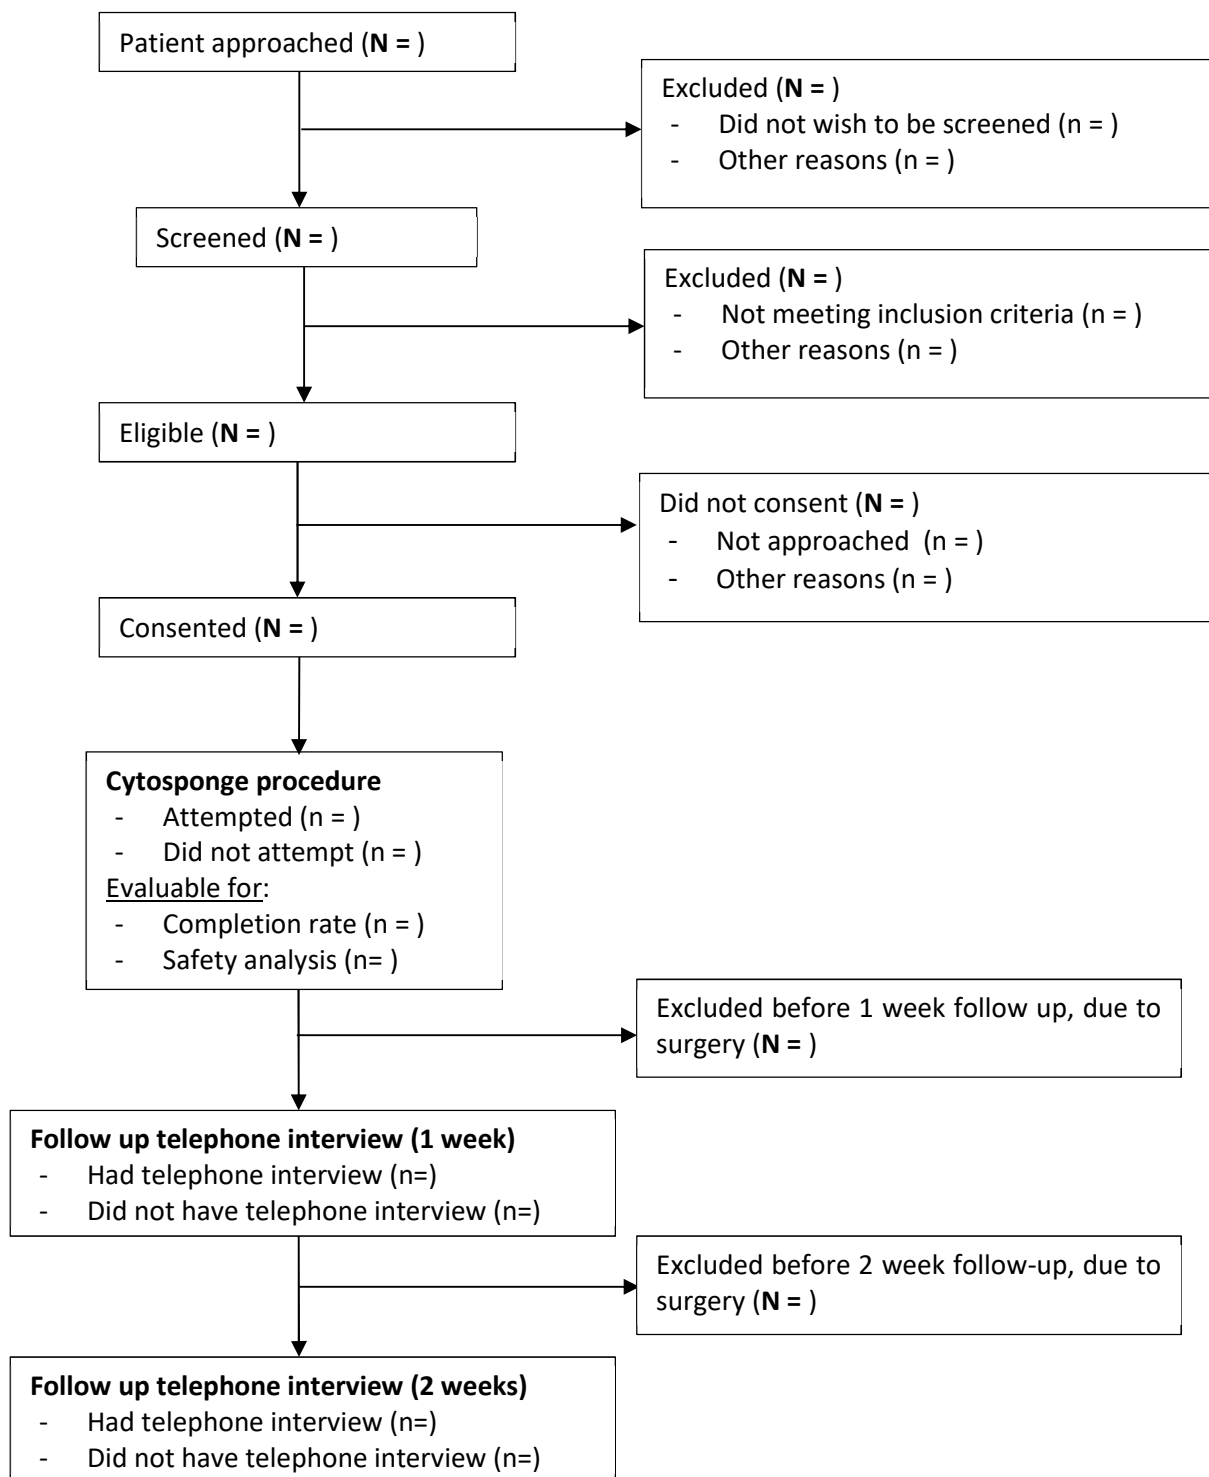 Patient approached (N = )
Excluded (N = )
- Did not wish to be screened (n = )
- Other reasons (n = )
Screened (N = )
Excluded (N = )
- Not meeting inclusion criteria (n = )
- Other reasons (n = )
Eligible (N = )
Did not consent (N = )
- Not approached (n = )
- Other reasons (n = )
Consented (N = )
Cytosponge procedure
- Attempted (n = )
- Did not attempt (n = )
Evaluable for:
- Completion rate (n = )
- Safety analysis (n= )
Excluded before 1 week follow up, due to
surgery (N = )
Follow up telephone interview (1 week)
- Had telephone interview (n=)
- Did not have telephone interview (n=)
Excluded before 2 week follow-up, due to
surgery (N = )
Follow up telephone interview (2 weeks)
- Had telephone interview (n=)
- Did not have telephone interview (n=)